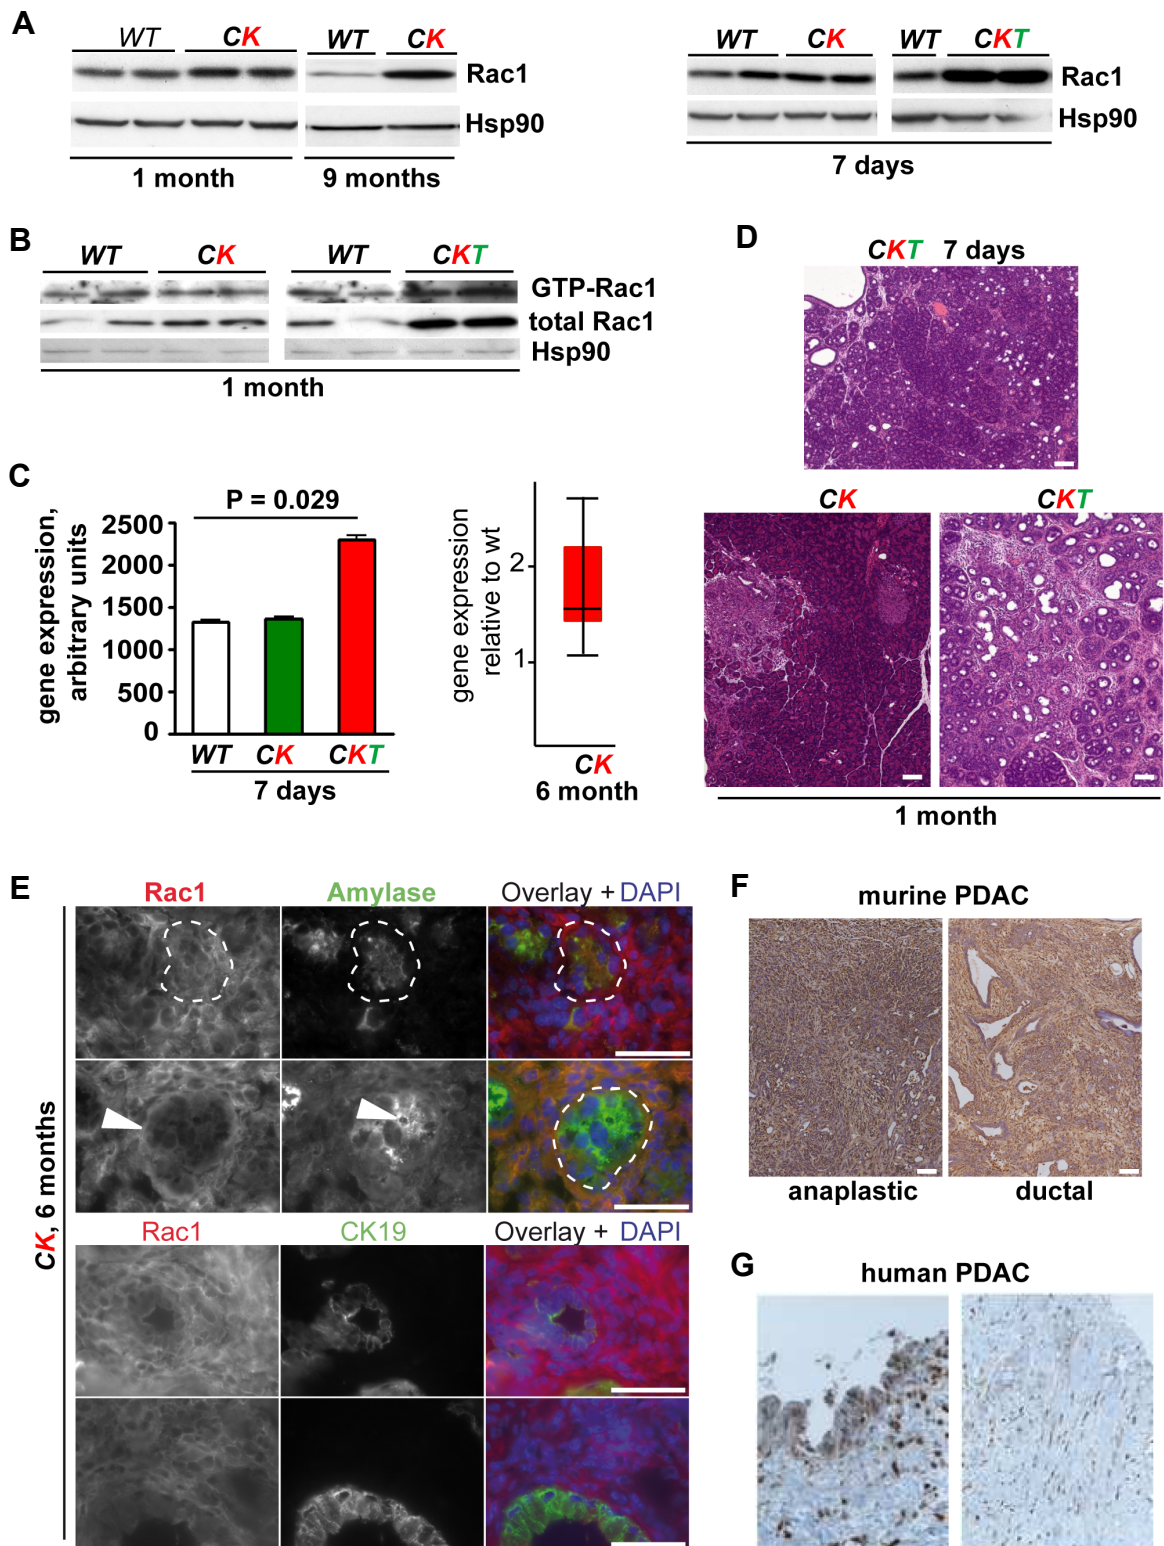 A
WT CK WT CK
Rac1
Hsp90
1 month 9 months
WT CK WT CKT
Rac1
Hsp90
7 days
B
WT CK WT CKT
GTP-Rac1
total Rac1
Hsp90
1 month
C
gene expression,
arbitrary units
P = 0.029
2500
2000
1500
1000
500
0
WT CK CKT
7 days
gene expression
relative to wt
2
1
CK
6 month
D
CKT 7 days
CK CKT
1 month
E
CK, 6 months
Rac1 Amylase Overlay + DAPI
Rac1 CK19 Overlay + DAPI
F
murine PDAC
anaplastic ductal
G
human PDAC